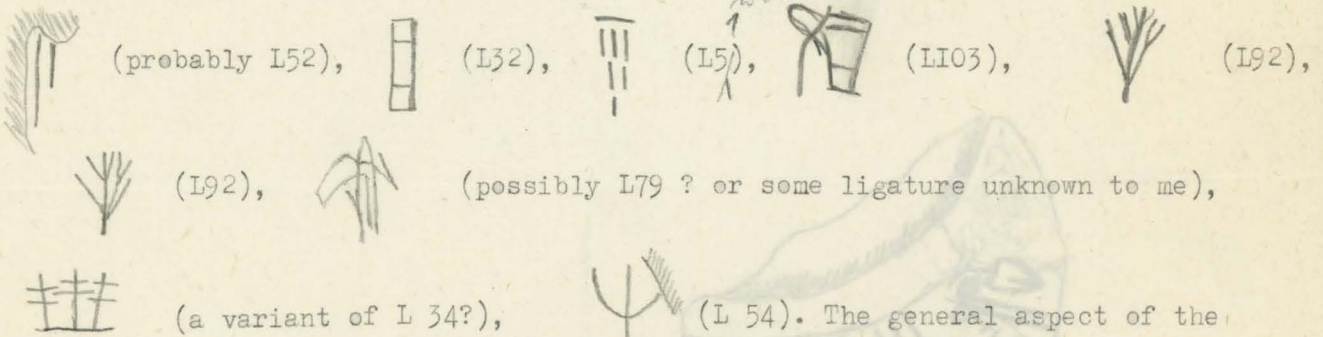 (probably L52), (L32), (L5), (LI03), (L92),
(L92), (possibly L79 ? or some ligature unknown to me),
(a variant of L 34?), (L 54). The general aspect of the